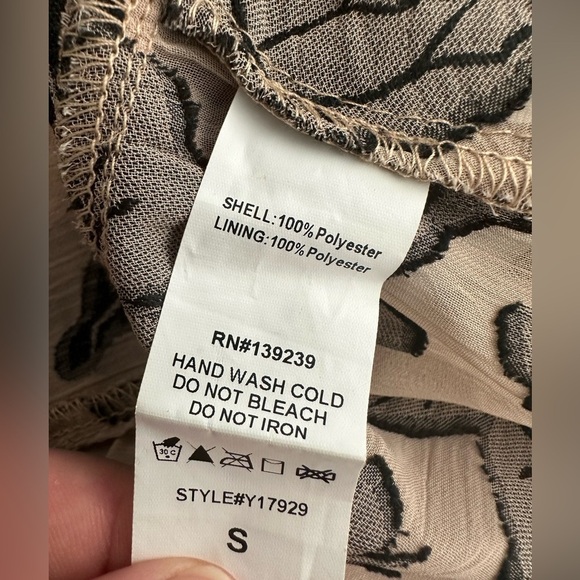 SHELL:100% Polyester
LINING:100% Polyester
RN#139239
HAND WASH COLD
DO NOT BLEACH
DO NOT IRON
30 C
STYLE#Y17929
S